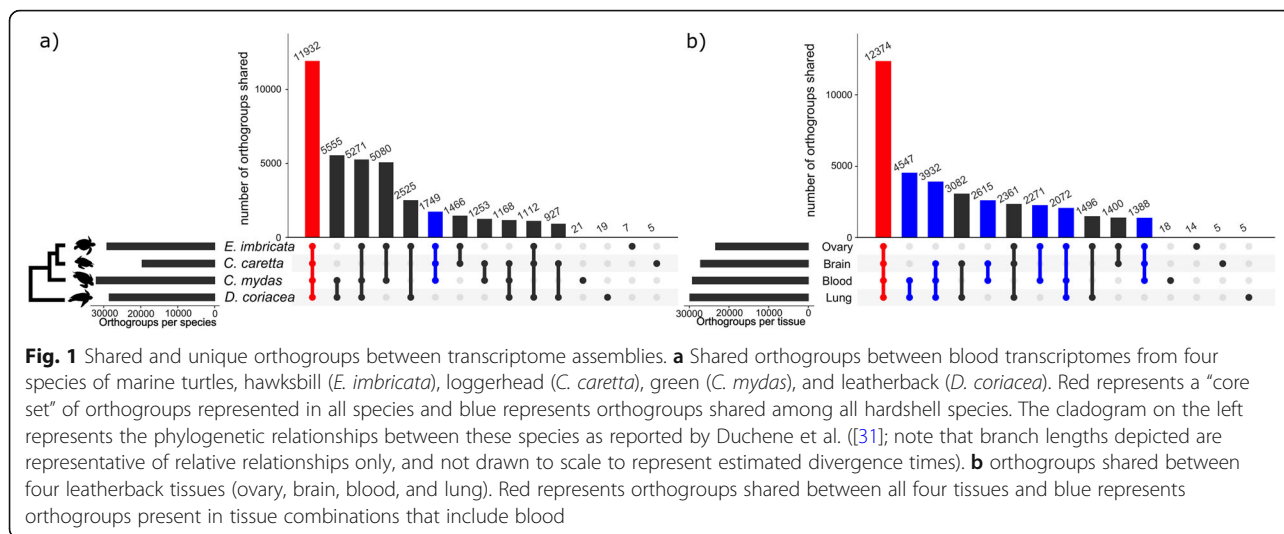 a)
number of orthogroups shared
10000
5000
0
11932
5555
5271
5080
2525
1749
1466
1253
1168
1112
927
21
19
7
5
E. imbricata
C. caretta
C. mydas
D. coriacea
30000 20000 10000 0
Orthogroups per species
b)
number of orthogroups shared
10000
5000
0
12374
4547
3932
3082
2615
2361
2271
2072
1496
1400
1388
18
14
5
5
Ovary
Brain
Blood
Lung
30000 20000 10000 0
Orthogroups per tissue
Fig. 1 Shared and unique orthogroups between transcriptome assemblies. a Shared orthogroups between blood transcriptomes from four
species of marine turtles, hawksbill (E. imbricata), loggerhead (C. caretta), green (C. mydas), and leatherback (D. coriacea). Red represents a “core
set” of orthogroups represented in all species and blue represents orthogroups shared among all hardshell species. The cladogram on the left
represents the phylogenetic relationships between these species as reported by Duchene et al. ([31]; note that branch lengths depicted are
representative of relative relationships only, and not drawn to scale to represent estimated divergence times). b orthogroups shared between
four leatherback tissues (ovary, brain, blood, and lung). Red represents orthogroups shared between all four tissues and blue represents
orthogroups present in tissue combinations that include blood